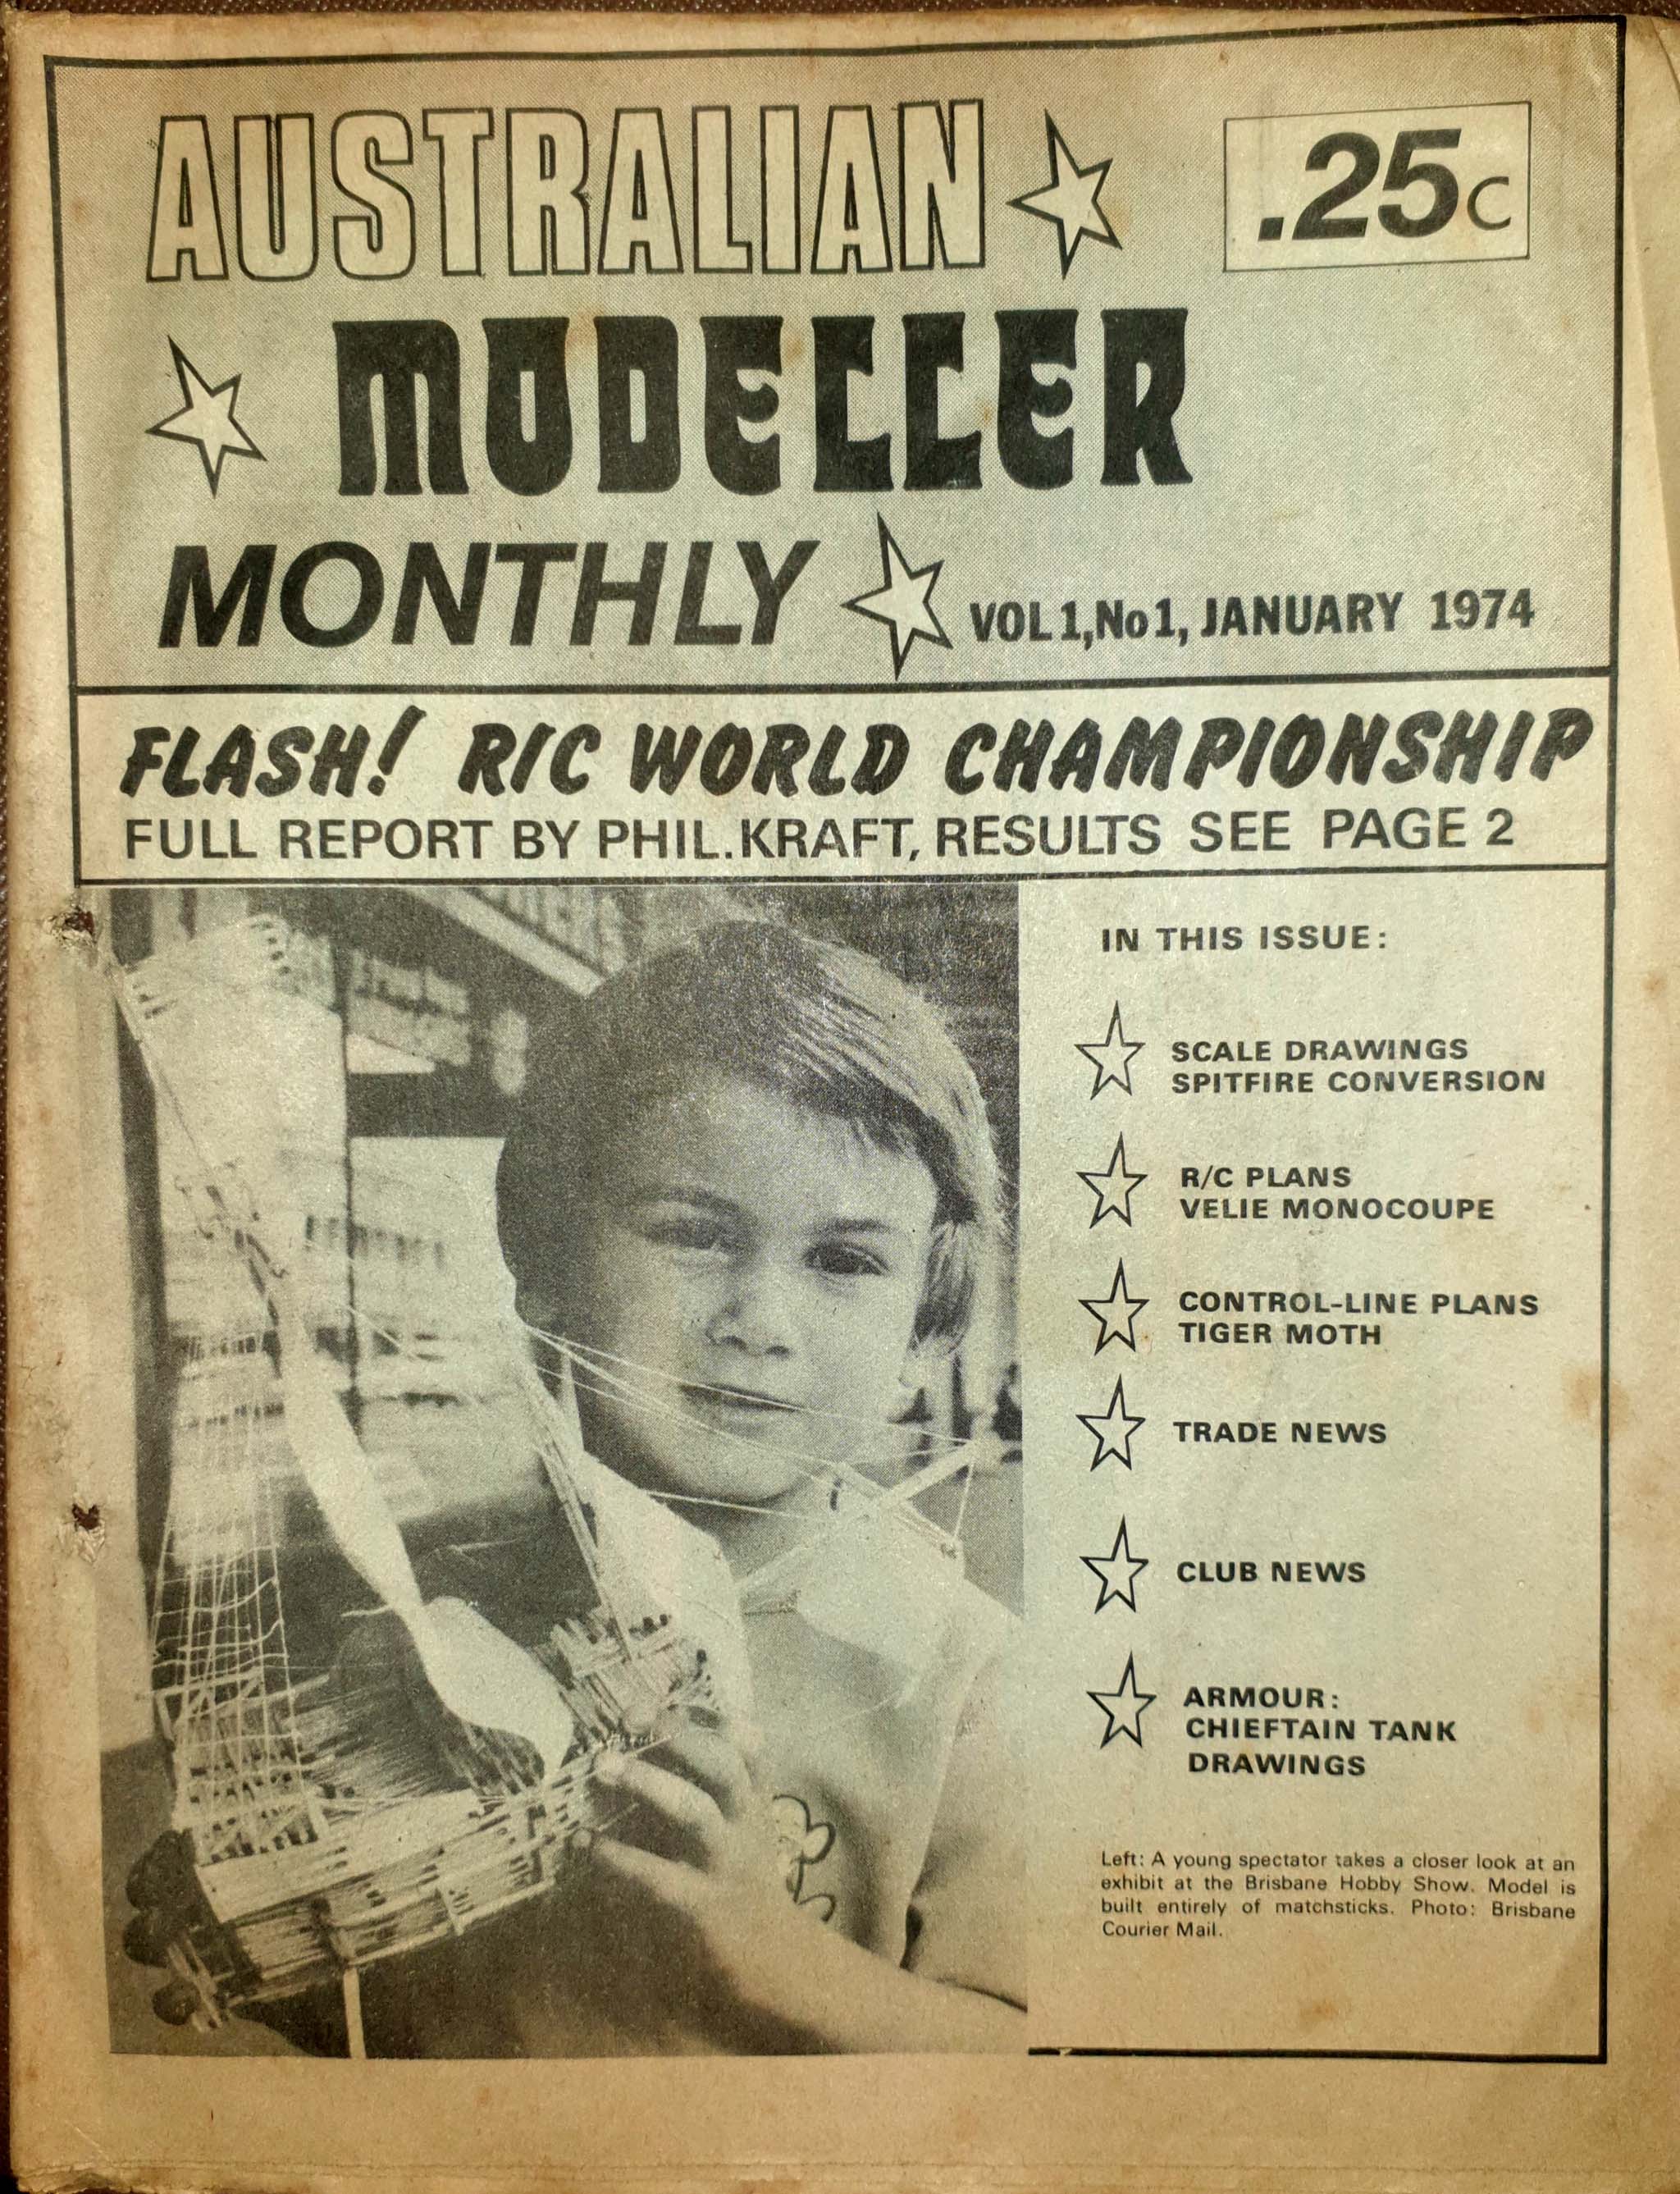 AUSTRALIAN
.25c
MODELLER
MONTHLY
VOL 1, No 1, JANUARY 1974
FLASH! R/C WORLD CHAMPIONSHIP
FULL REPORT BY PHIL.KRAFT, RESULTS SEE PAGE 2
IN THIS ISSUE:
SCALE DRAWINGS
SPITFIRE CONVERSION
R/C PLANS
VELIE MONOCOUPE
CONTROL-LINE PLANS
TIGER MOTH
TRADE NEWS
CLUB NEWS
ARMOUR:
CHIEFTAIN TANK
DRAWINGS
Left: A young spectator takes a closer look at an
exhibit at the Brisbane Hobby Show. Model is
built entirely of matchsticks. Photo: Brisbane
Courier Mail.